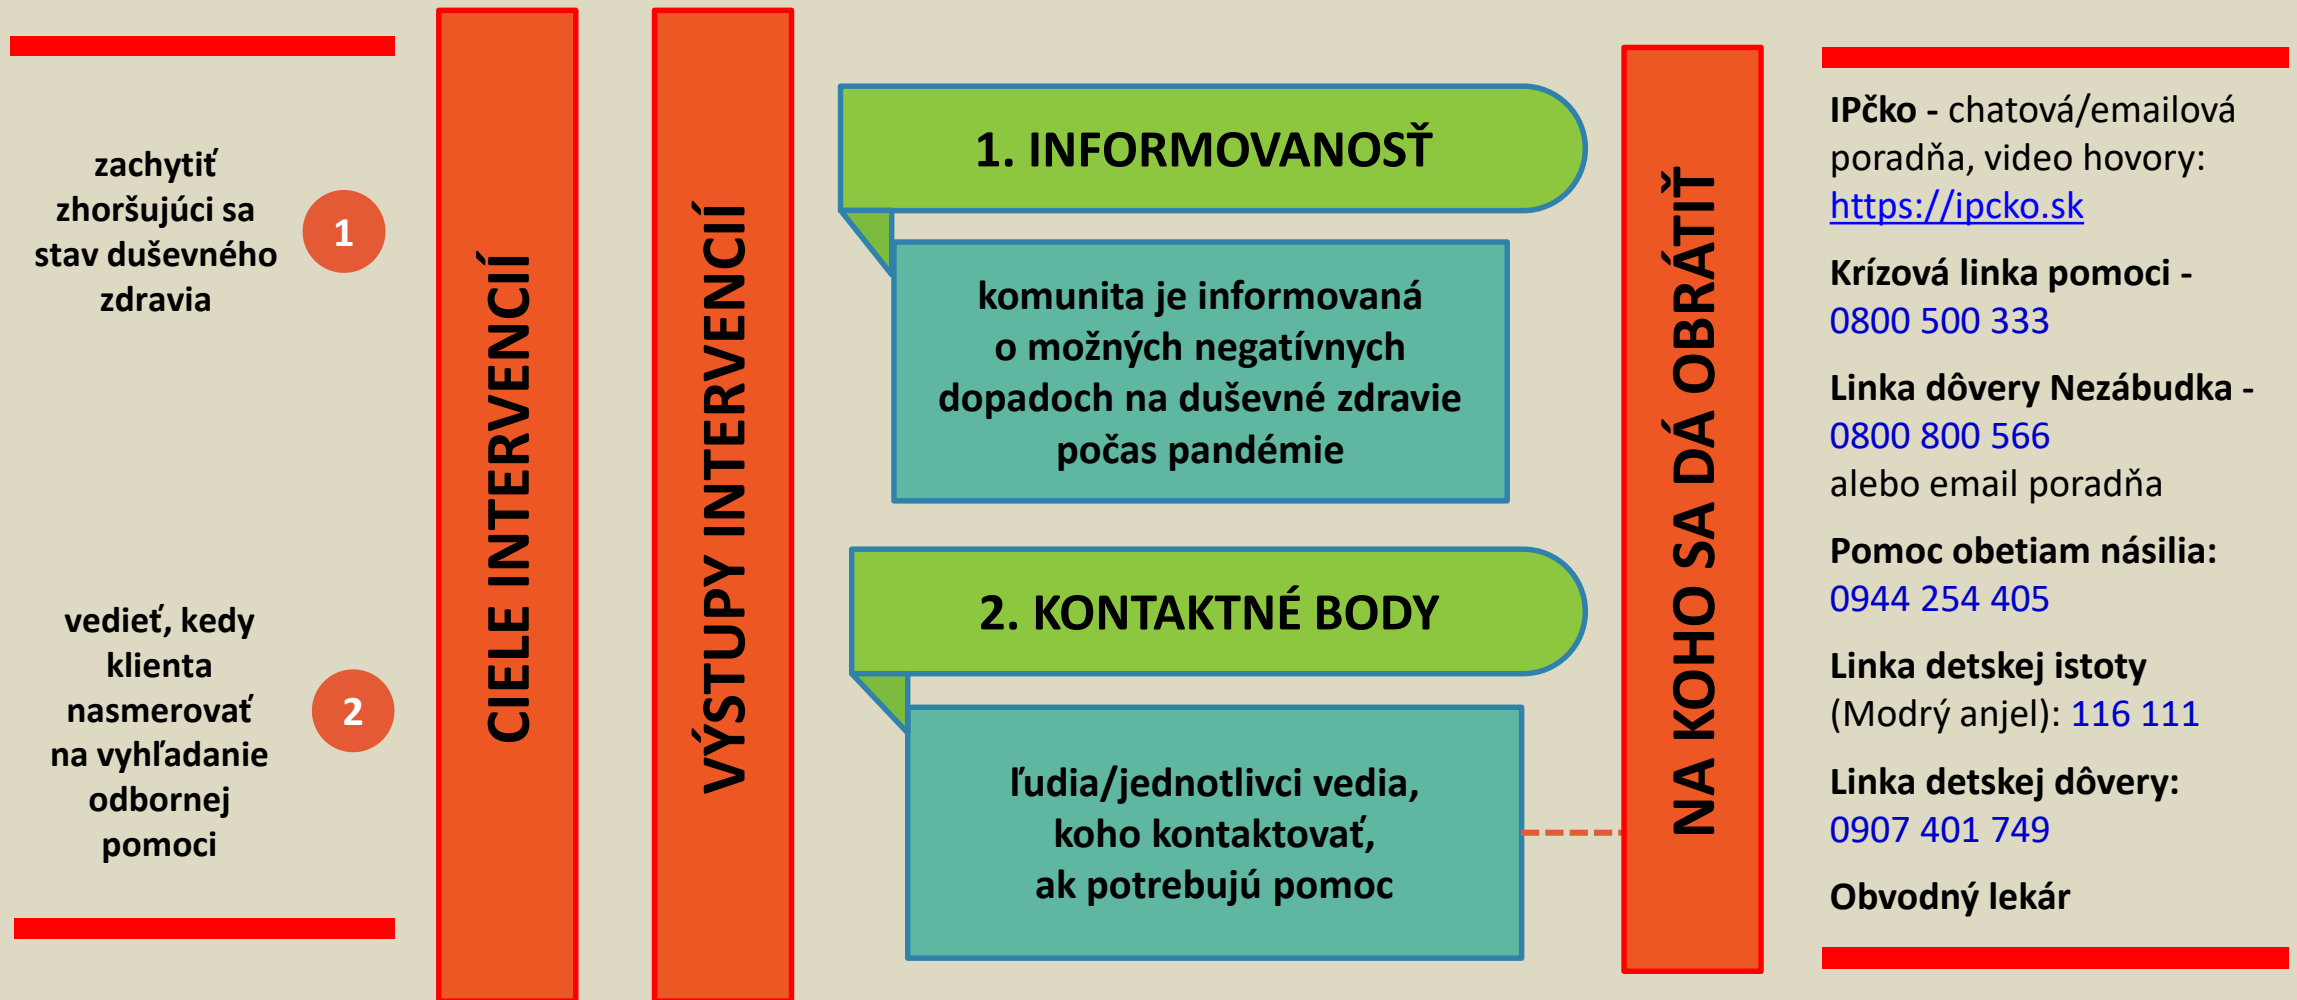 zachytiť
zhoršujúci sa
stav duševného
zdravia
1
vedieť, kedy
klienta
nasmerovať
na vyhľadanie
odbornej
pomoci
2
CIELE INTERVENCIÍ
VÝSTUPY INTERVENCIÍ
1. INFORMOVANOSŤ
komunita je informovaná
o možných negatívnych
dopadoch na duševné zdravie
počas pandémie
2. KONTAKTNÉ BODY
ľudia/jednotlivci vedia,
koho kontaktovať,
ak potrebujú pomoc
NA KOHO SA DÁ OBRÁTIŤ
IPčko - chatová/emailová
poradňa, video hovory:
https://ipcko.sk
Krízová linka pomoci -
0800 500 333
Linka dôvery Nezábudka -
0800 800 566
alebo email poradňa
Pomoc obetiam násilia:
0944 254 405
Linka detskej istoty
(Modrý anjel): 116 111
Linka detskej dôvery:
0907 401 749
Obvodný lekár